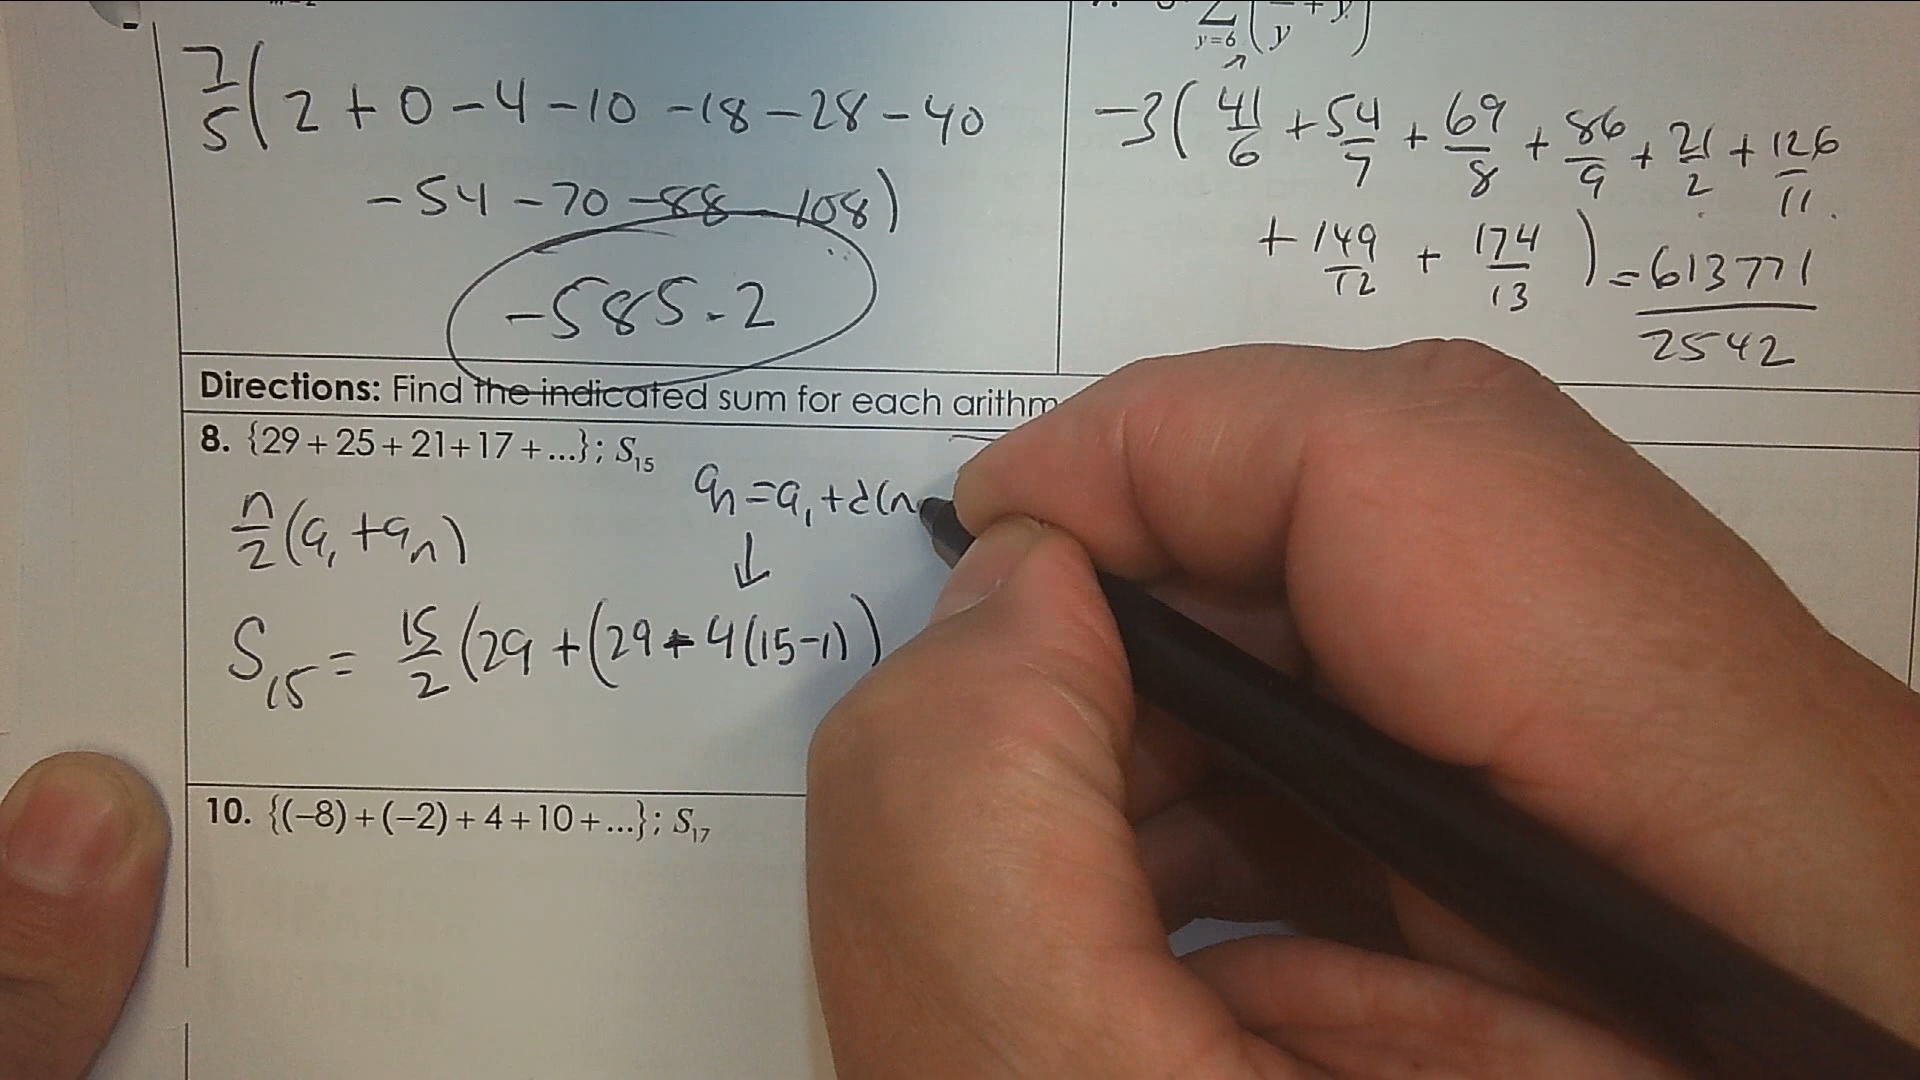 7/5 (2 + 0 - 4 - 10 - 18 - 28 - 40
- 54 - 70 - 88 - 108)
-585.2
y=6 y + y)
-3( 41/6 + 54/7 + 69/8 + 86/9 + 21/2 + 126/11
+ 149/12 + 174/13 ) = 613771/2542
Directions: Find the indicated sum for each arithm
8. {29 + 25 + 21 + 17 + ...}; S₁₅
aₙ = a₁ + d(n
n/2 (a₁ + aₙ)
↓
S₁₅ = 15/2 (29 + (29 - 4(15-1))
10. {(–8) + (–2) + 4 + 10 + ...}; S₁₇